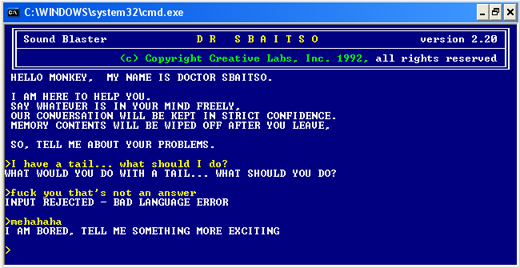 C:\WINDOWS\system32\cmd.exe
Sound Blaster D R S B A I T S O version 2.20
(c) Copyright Creative Labs, Inc. 1992, all rights reserved
HELLO MONKEY, MY NAME IS DOCTOR SBAITSO.
I AM HERE TO HELP YOU.
SAY WHATEVER IS IN YOUR MIND FREELY,
OUR CONVERSATION WILL BE KEPT IN STRICT CONFIDENCE.
MEMORY CONTENTS WILL BE WIPED OFF AFTER YOU LEAVE,
SO, TELL ME ABOUT YOUR PROBLEMS.
>I have a tail... what should I do?
WHAT WOULD YOU DO WITH A TAIL... WHAT SHOULD YOU DO?
>fuck you that's not an answer
INPUT REJECTED - BAD LANGUAGE ERROR
>mehahaha
I AM BORED, TELL ME SOMETHING MORE EXCITING
>